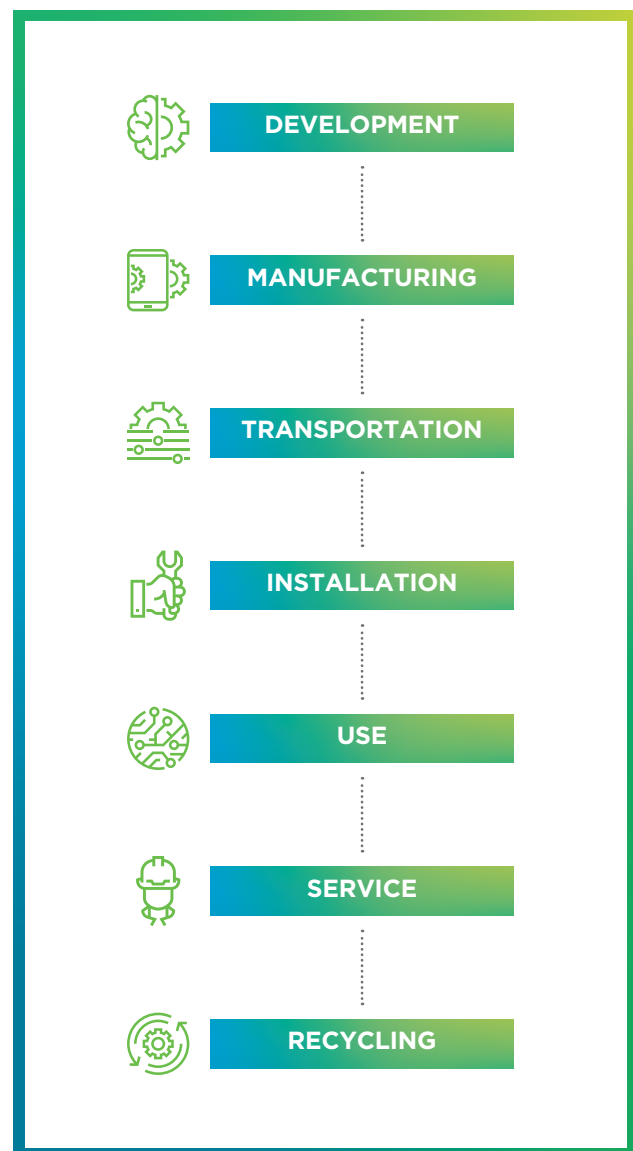 DEVELOPMENT
MANUFACTURING
TRANSPORTATION
INSTALLATION
USE
SERVICE
RECYCLING